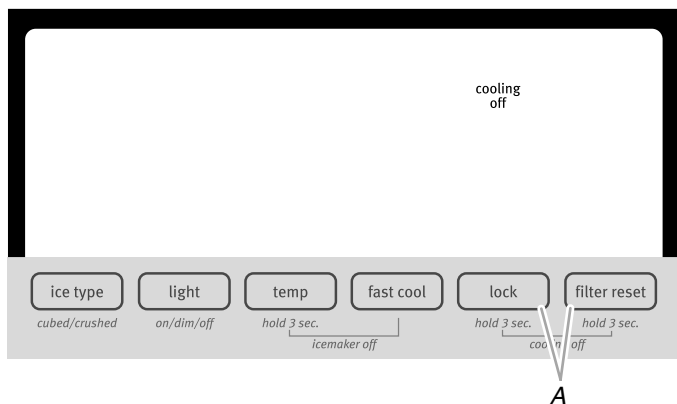 cooling
off
ice type
light
temp
fast cool
lock
filter reset
cubed/crushed
on/dim/off
hold 3 sec.
hold 3 sec.
hold 3 sec.
icemaker off
cooling off
A